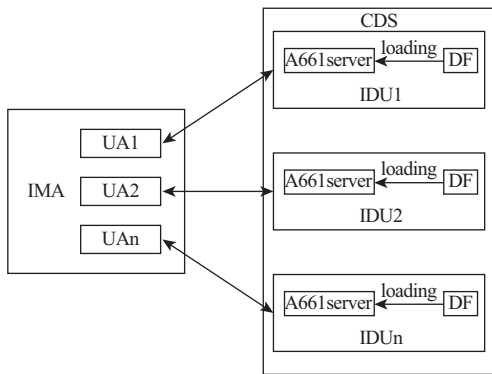 CDS
loading
A661server
DF
IDU1
UA1
IMA
UA2
UAn
loading
A661server
DF
IDU2
loading
A661server
DF
IDUn